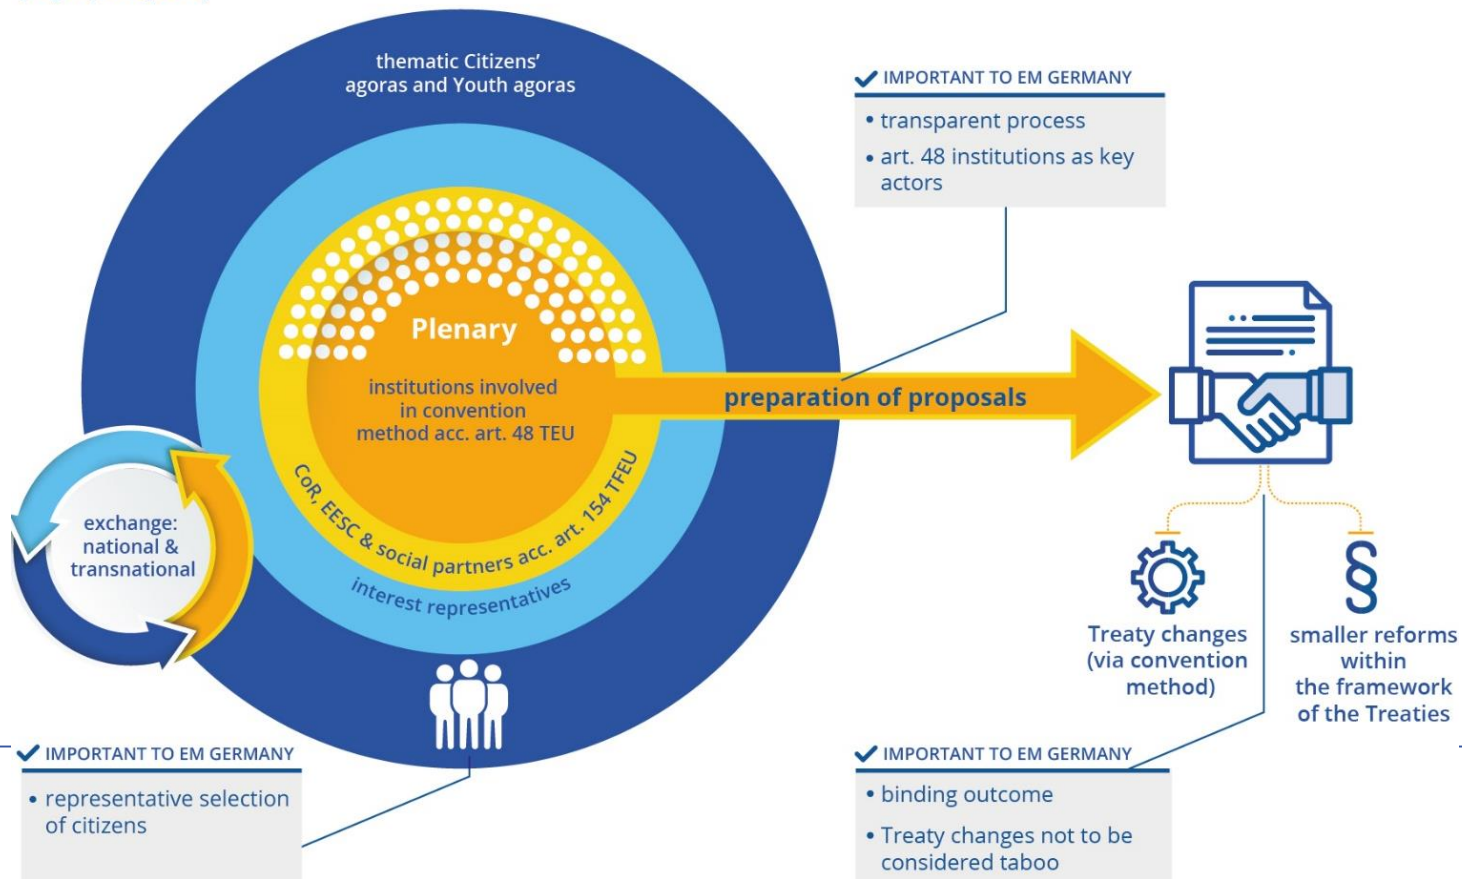 thematic Citizens'
agoras and Youth agoras
Plenary
institutions involved
in convention
method acc. art. 48 TEU
CoR, EESC & social partners acc. art. 154 TFEU
interest representatives
exchange:
national &
transnational
IMPORTANT TO EM GERMANY
• representative selection
of citizens
IMPORTANT TO EM GERMANY
• transparent process
• art. 48 institutions as key
actors
preparation of proposals
§
Treaty changes
(via convention
method)
smaller reforms
within
the framework
of the Treaties
IMPORTANT TO EM GERMANY
• binding outcome
• Treaty changes not to be
considered taboo